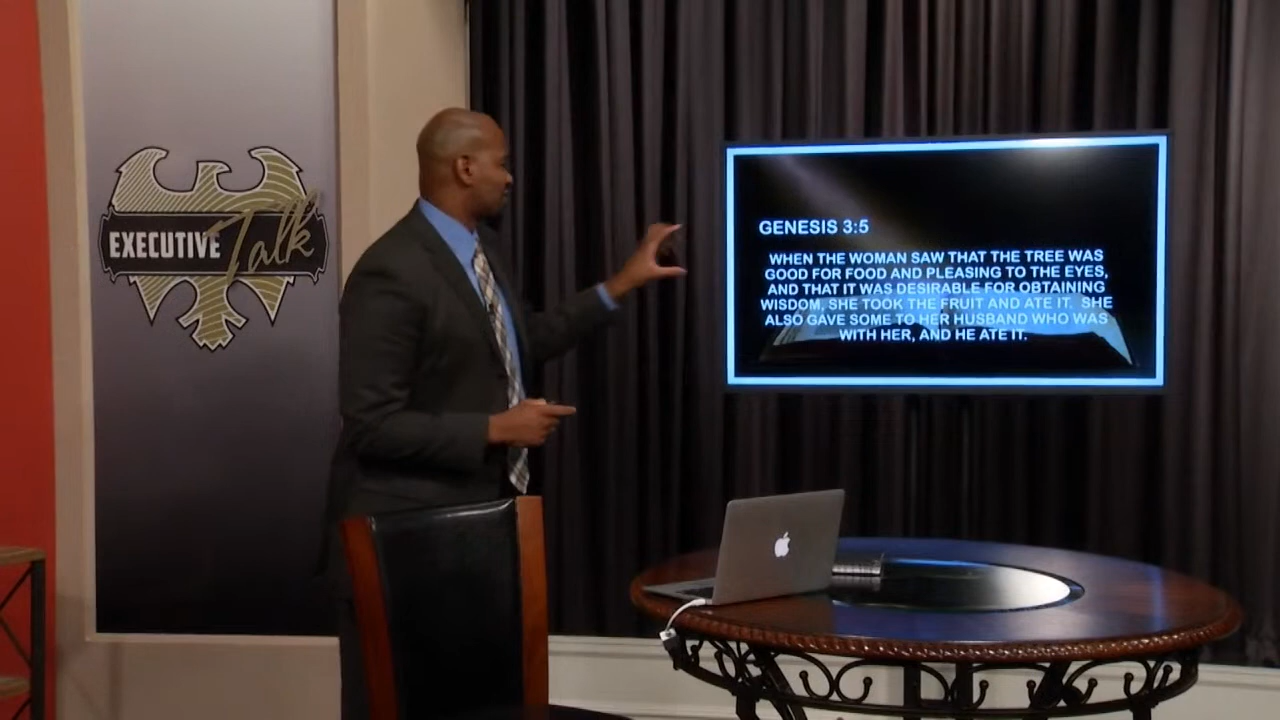 EXECUTIVE
Talk
GENESIS 3:5
WHEN THE WOMAN SAW THAT THE TREE WAS
GOOD FOR FOOD AND PLEASING TO THE EYES,
AND THAT IT WAS DESIRABLE FOR OBTAINING
WISDOM, SHE TOOK THE FRUIT AND ATE IT. SHE
ALSO GAVE SOME TO HER HUSBAND WHO WAS
WITH HER, AND HE ATE IT.